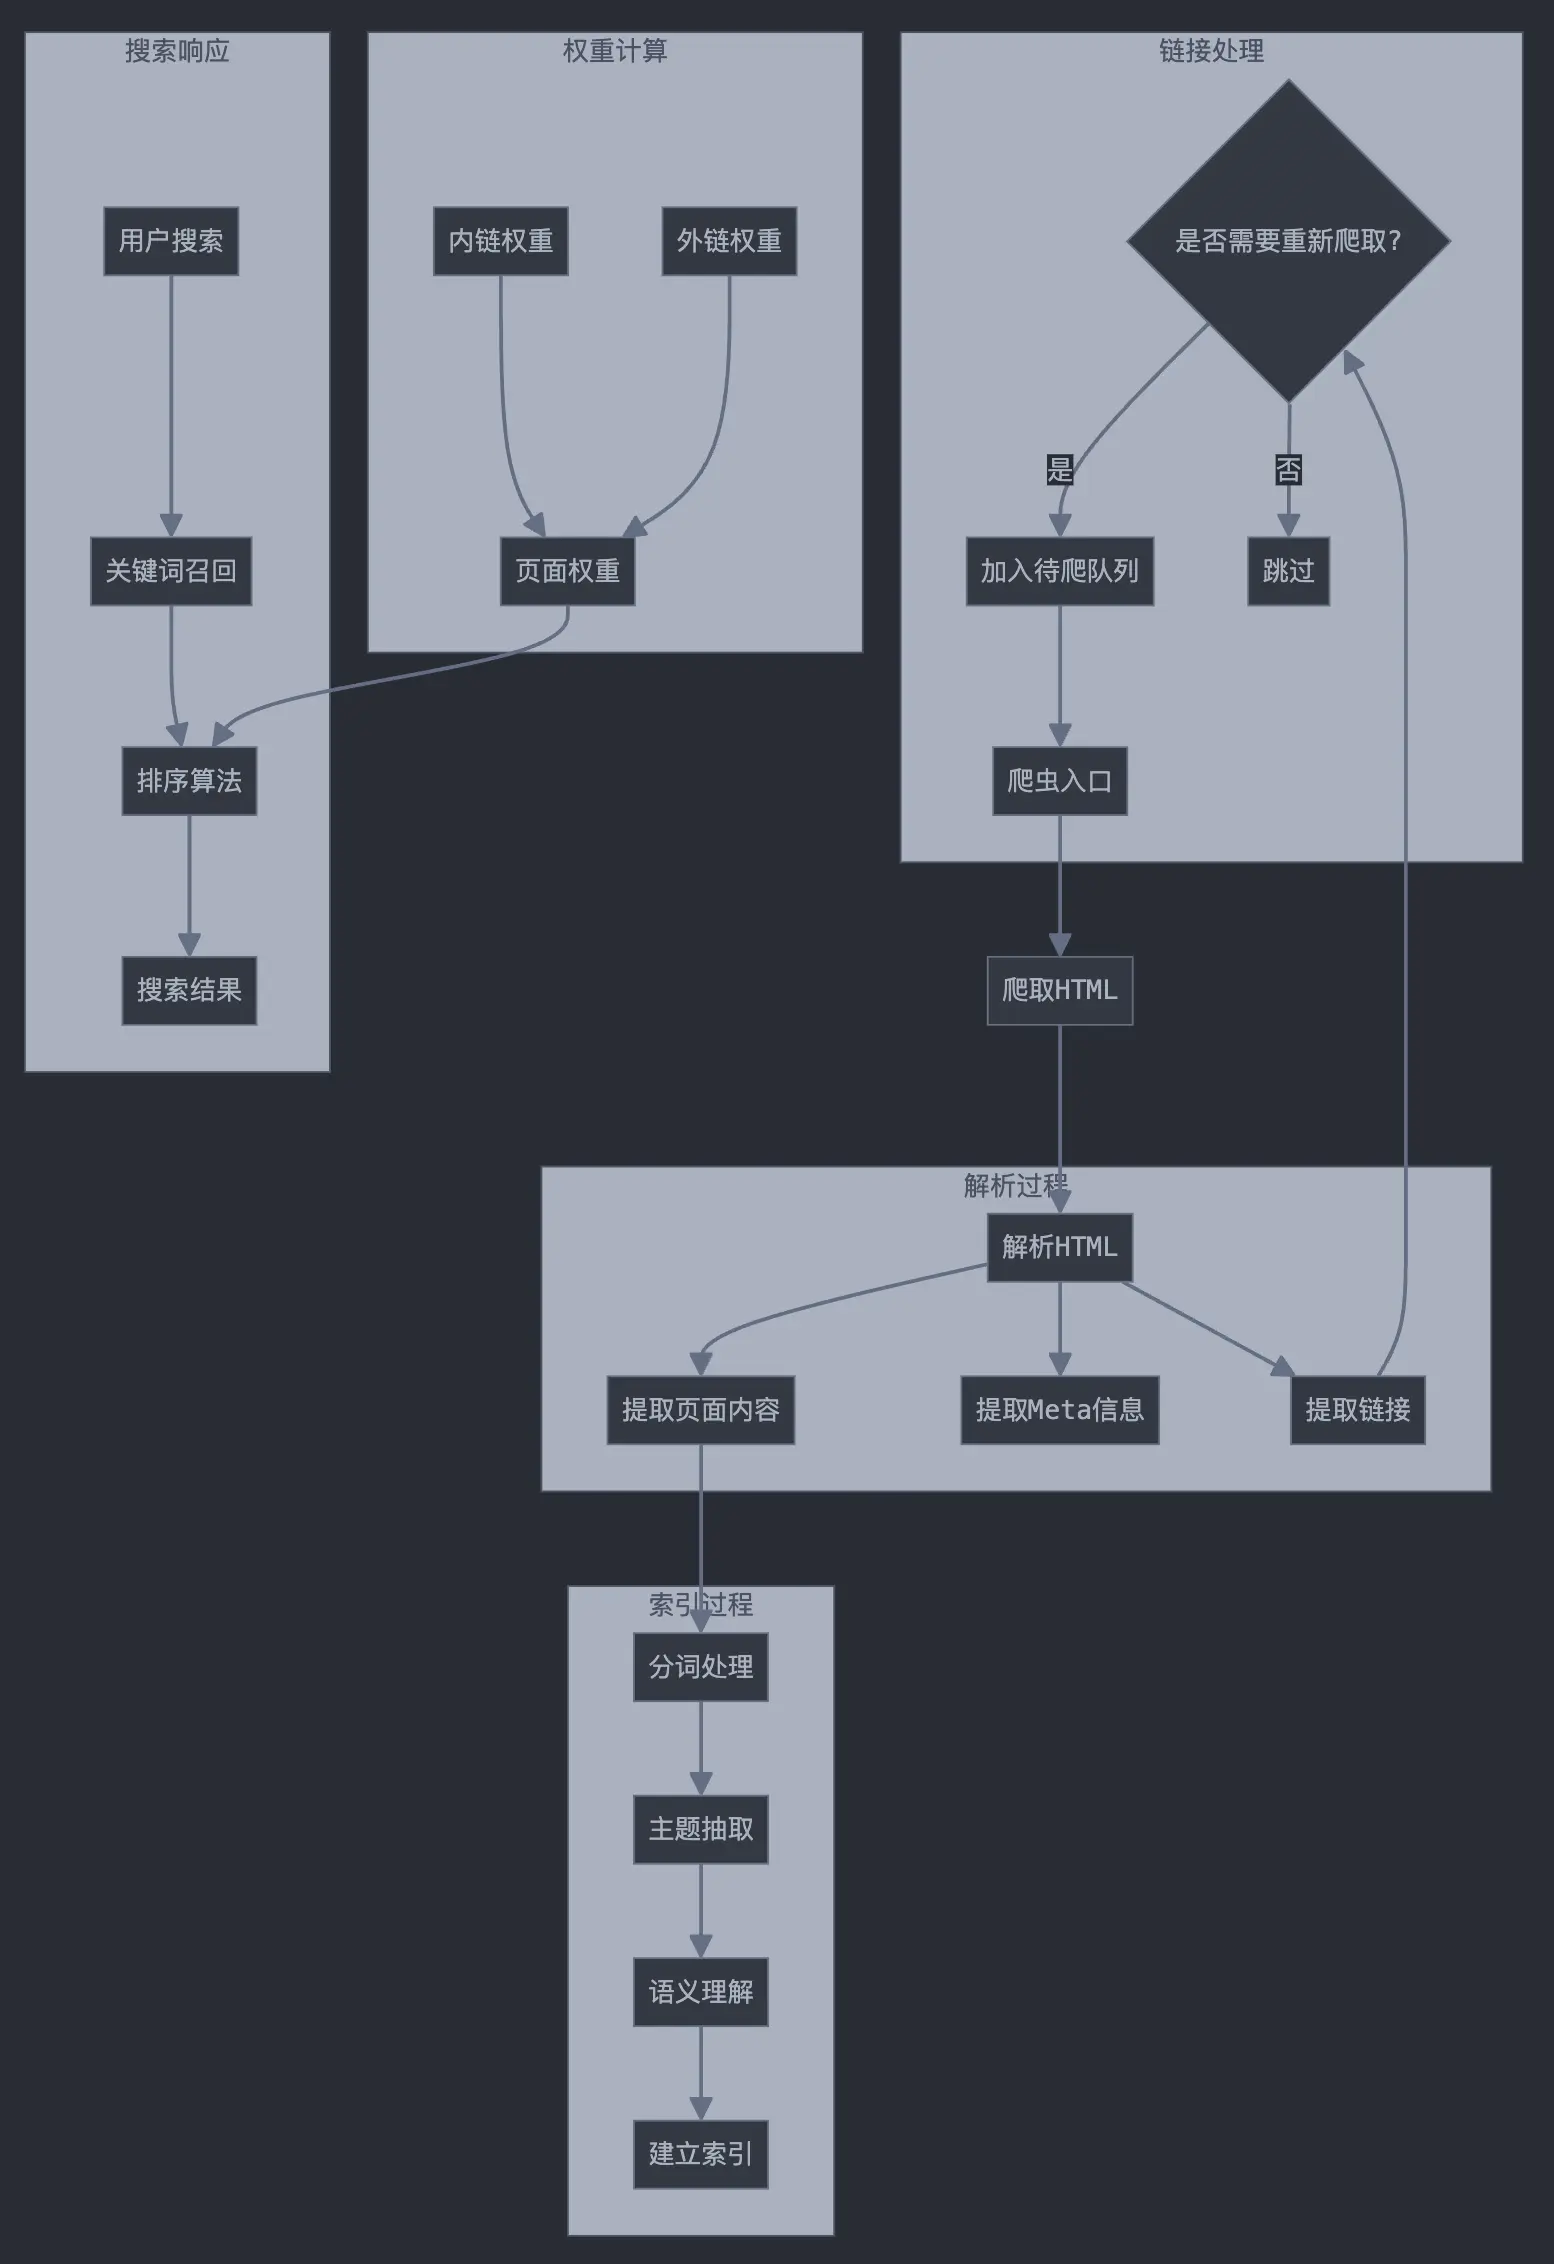 搜索响应
用户搜索
关键词召回
排序算法
搜索结果
权重计算
内链权重
外链权重
页面权重
链接处理
是否需要重新爬取?
是
否
加入待爬队列
跳过
爬虫入口
爬取HTML
解析过程
解析HTML
提取页面内容
提取Meta信息
提取链接
索引过程
分词处理
主题抽取
语义理解
建立索引